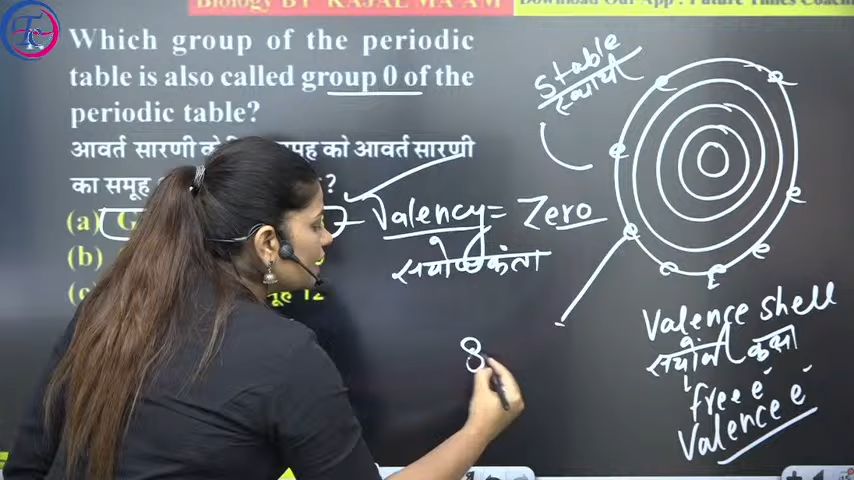 Biology BY KAJAL MA'AM
Download Our App : Future Times Coachi
Which group of the periodic
table is also called group 0 of the
periodic table?
आवर्त सारणी के समूह को आवर्त सारणी
का समूह
(a) G
(b)
(c) मूह 12
Valency = Zero
संयोजकता
stable
स्थायी
e e e e e e e e
Valence shell
संयोजी कक्षा
free e⁻
Valence e⁻
8